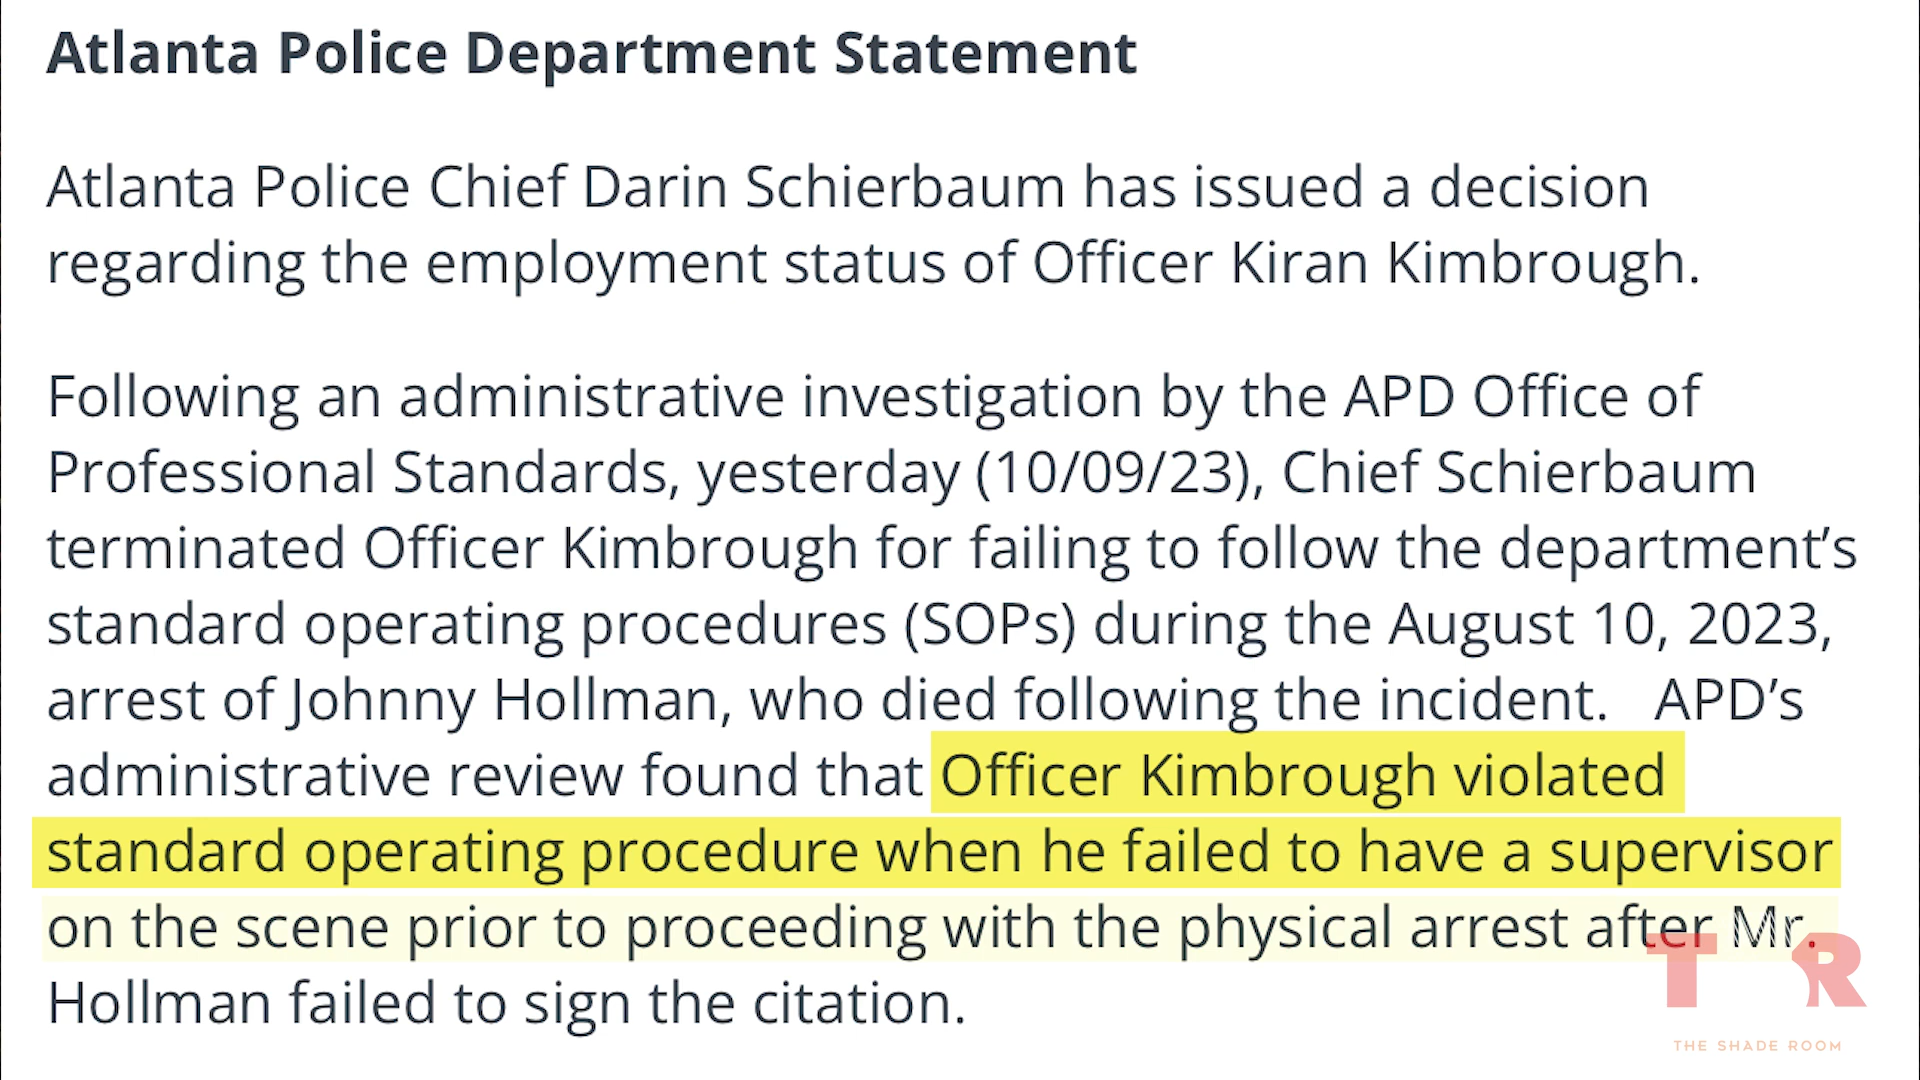 Atlanta Police Department Statement
Atlanta Police Chief Darin Schierbaum has issued a decision
regarding the employment status of Officer Kiran Kimbrough.
Following an administrative investigation by the APD Office of
Professional Standards, yesterday (10/09/23), Chief Schierbaum
terminated Officer Kimbrough for failing to follow the department’s
standard operating procedures (SOPs) during the August 10, 2023,
arrest of Johnny Hollman, who died following the incident.   APD’s
administrative review found that Officer Kimbrough violated
standard operating procedure when he failed to have a supervisor
on the scene prior to proceeding with the physical arrest after Mr.
Hollman failed to sign the citation.
T R
THE SHADE ROOM